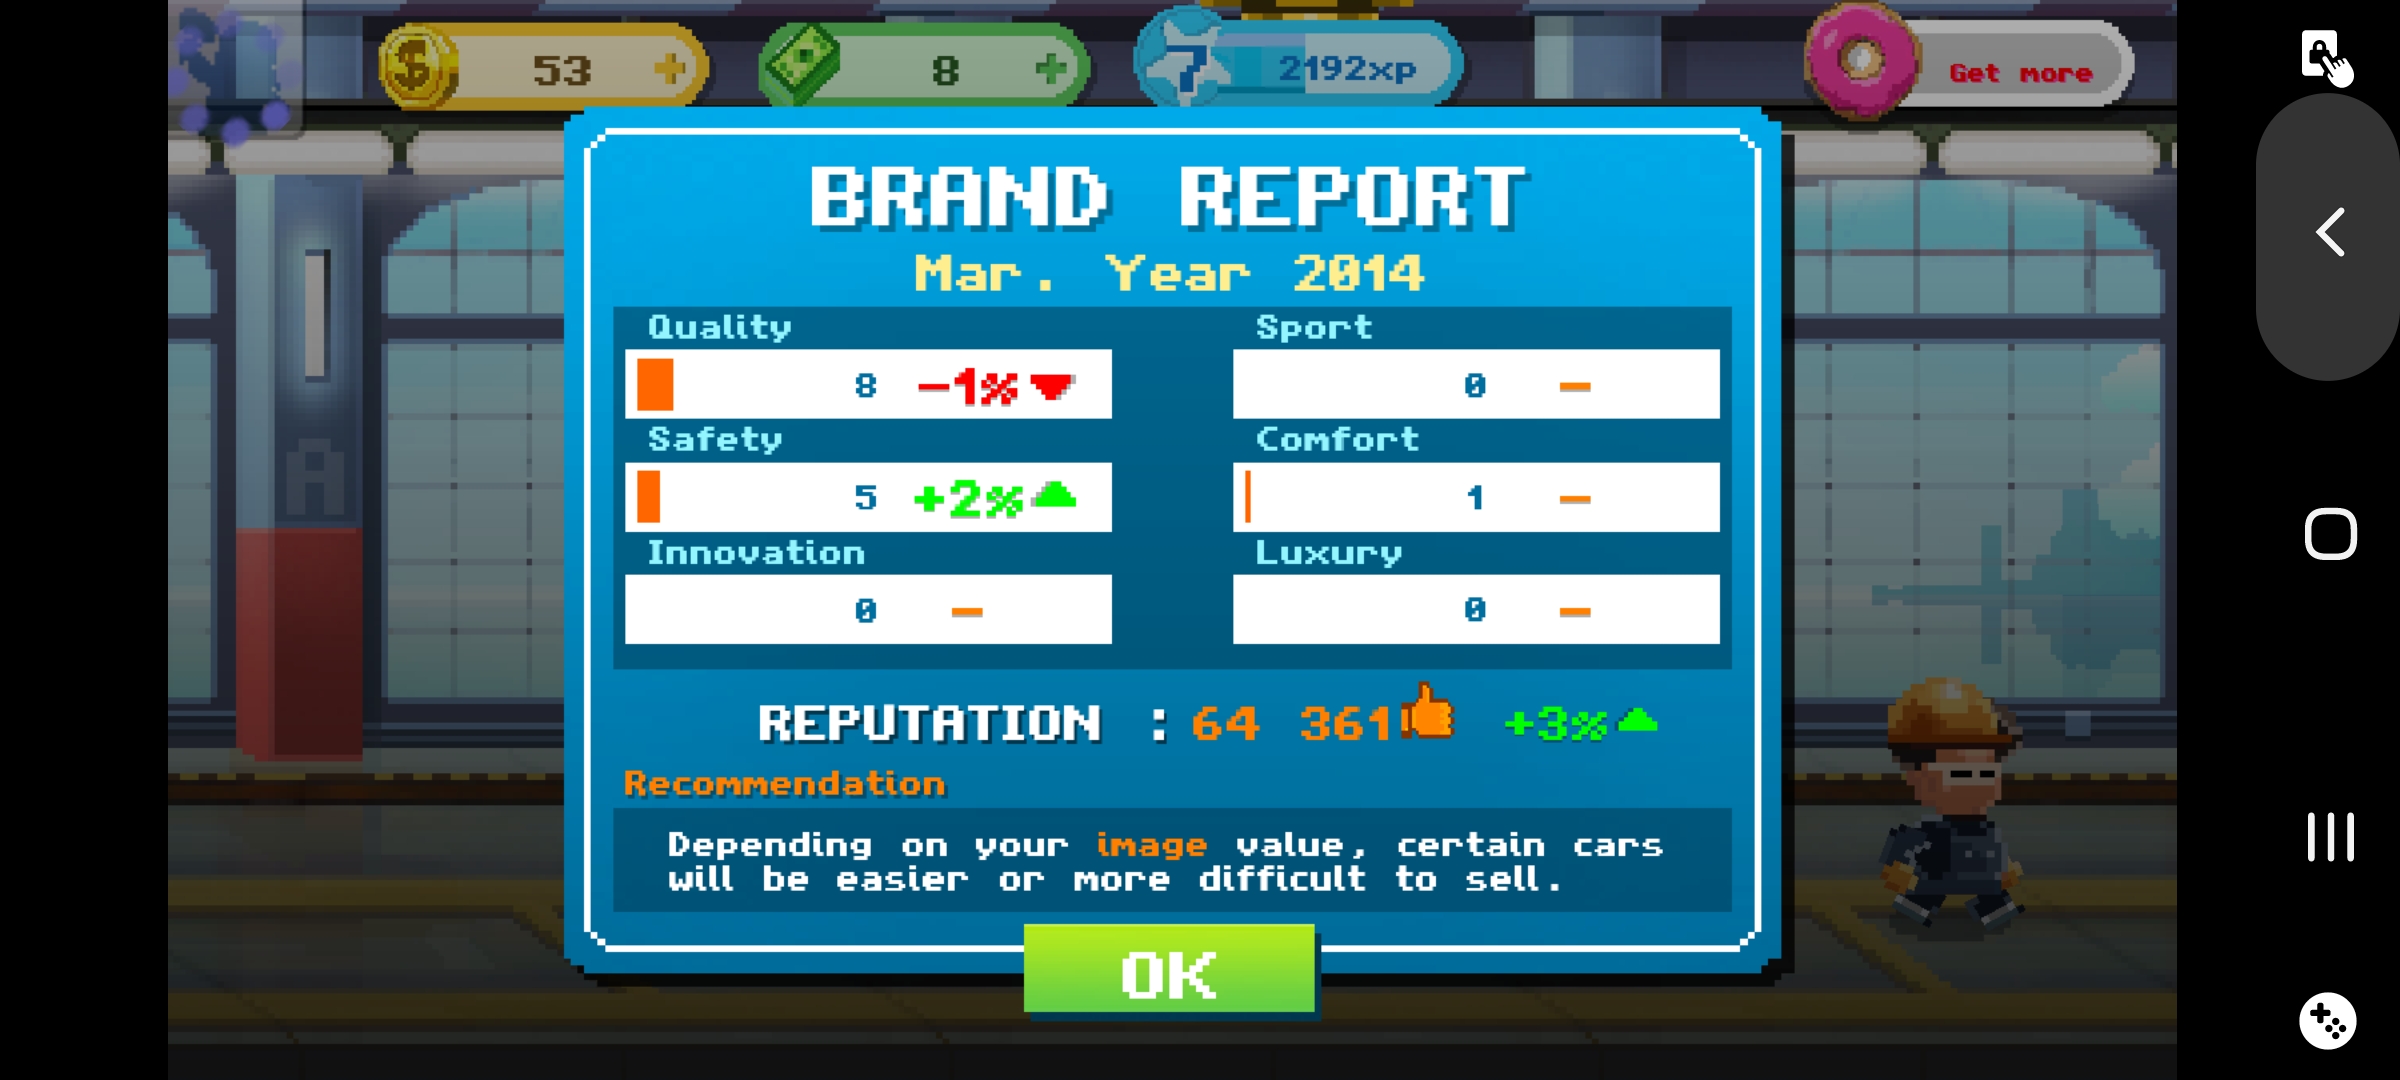 53 +
8 +
7 2192xp
Get more
BRAND REPORT
Mar. Year 2014
Quality
8 -1%
Sport
0 -
Safety
5 +2%
Comfort
1 -
Innovation
0 -
Luxury
0 -
REPUTATION : 64 361 +3%
Recommendation
Depending on your image value, certain cars
will be easier or more difficult to sell.
OK
A